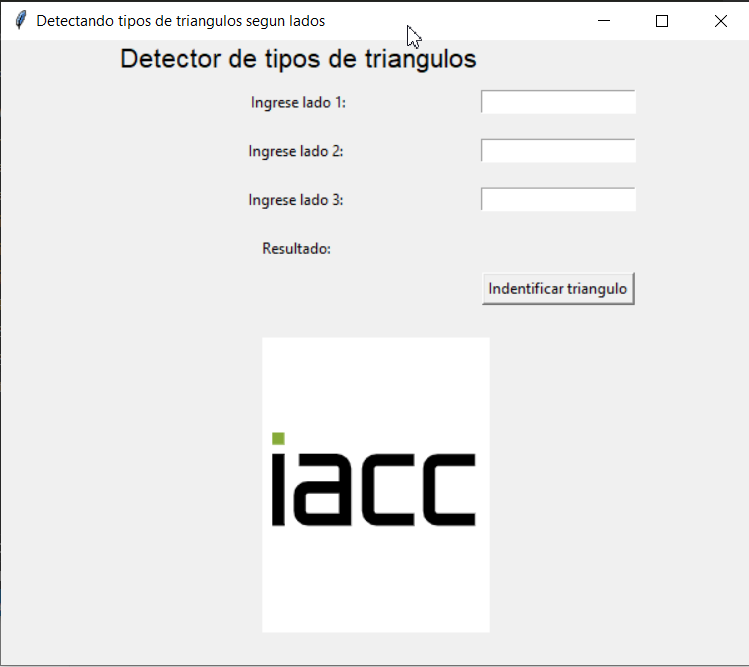 Detectando tipos de triangulos segun lados
Detector de tipos de triangulos
Ingrese lado 1:
Ingrese lado 2:
Ingrese lado 3:
Resultado:
Indentificar triangulo
iacc